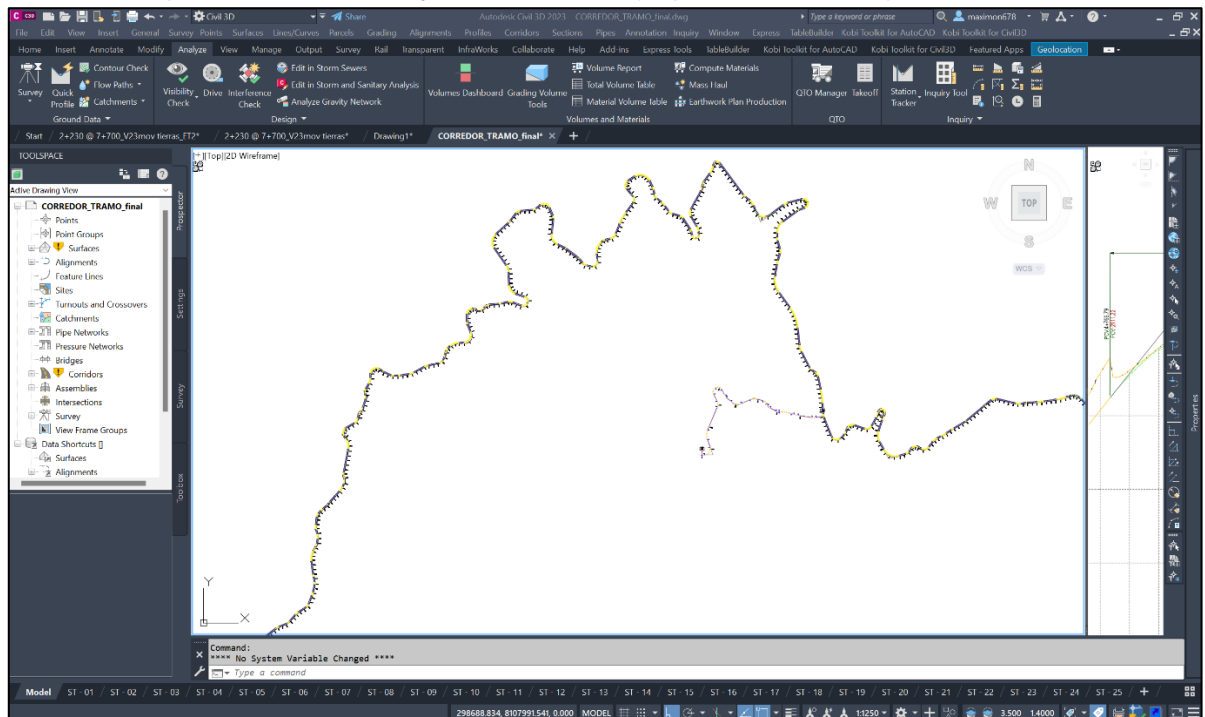 C C3D Civil 3D Share Autodesk Civil 3D 2023 CORREDOR_TRAMO_final.dwg Type a keyword or phrase maximon678
File Edit View Insert General Survey Points Surfaces Lines/Curves Parcels Grading Alignments Profiles Corridors Sections Pipes Annotation Inquiry Window Express TableBuilder Kobi Toolkit for AutoCAD Kobi Toolkit for Civil3D
Home Insert Annotate Modify Analyze View Manage Output Survey Rail Transparent InfraWorks Collaborate Help Add-ins Express Tools TableBuilder Kobi Toolkit for AutoCAD Kobi Toolkit for Civil3D Featured Apps Geolocation
Contour Check Edit in Storm Sewers Volume Report Compute Materials
Flow Paths Edit in Storm and Sanitary Analysis Total Volume Table Mass Haul
Catchments Analyze Gravity Network Material Volume Table Earthwork Plan Production
Survey Quick Profile Visibility Check Drive Interference Check Volumes Dashboard Grading Volume Tools QTO Manager Takeoff Station Tracker Inquiry Tool
Ground Data Design Volumes and Materials QTO Inquiry
Start 2+230 @ 7+700_V23mov tierras_FT2* 2+230 @ 7+700_V23mov tierras* Drawing1* CORREDOR_TRAMO_final* +
TOOLSPACE
[+][Top][2D Wireframe]
Active Drawing View
CORREDOR_TRAMO_final
Points
Point Groups
Surfaces
Alignments
Feature Lines
Sites
Turnouts and Crossovers
Catchments
Pipe Networks
Pressure Networks
Bridges
Corridors
Assemblies
Intersections
Survey
View Frame Groups
Data Shortcuts []
Surfaces
Alignments
Prospector
Settings
Survey
Toolbox
N
W TOP E
S
WCS
Properties
Y
X
Command:
**** No System Variable Changed ****
Type a command
Model ST - 01 ST - 02 ST - 03 ST - 04 ST - 05 ST - 06 ST - 07 ST - 08 ST - 09 ST - 10 ST - 11 ST - 12 ST - 13 ST - 14 ST - 15 ST - 16 ST - 17 ST - 18 ST - 19 ST - 20 ST - 21 ST - 22 ST - 23 ST - 24 ST - 25 +
298688.834, 8107991.541, 0.000 MODEL 1:1250 3.500 1.4000